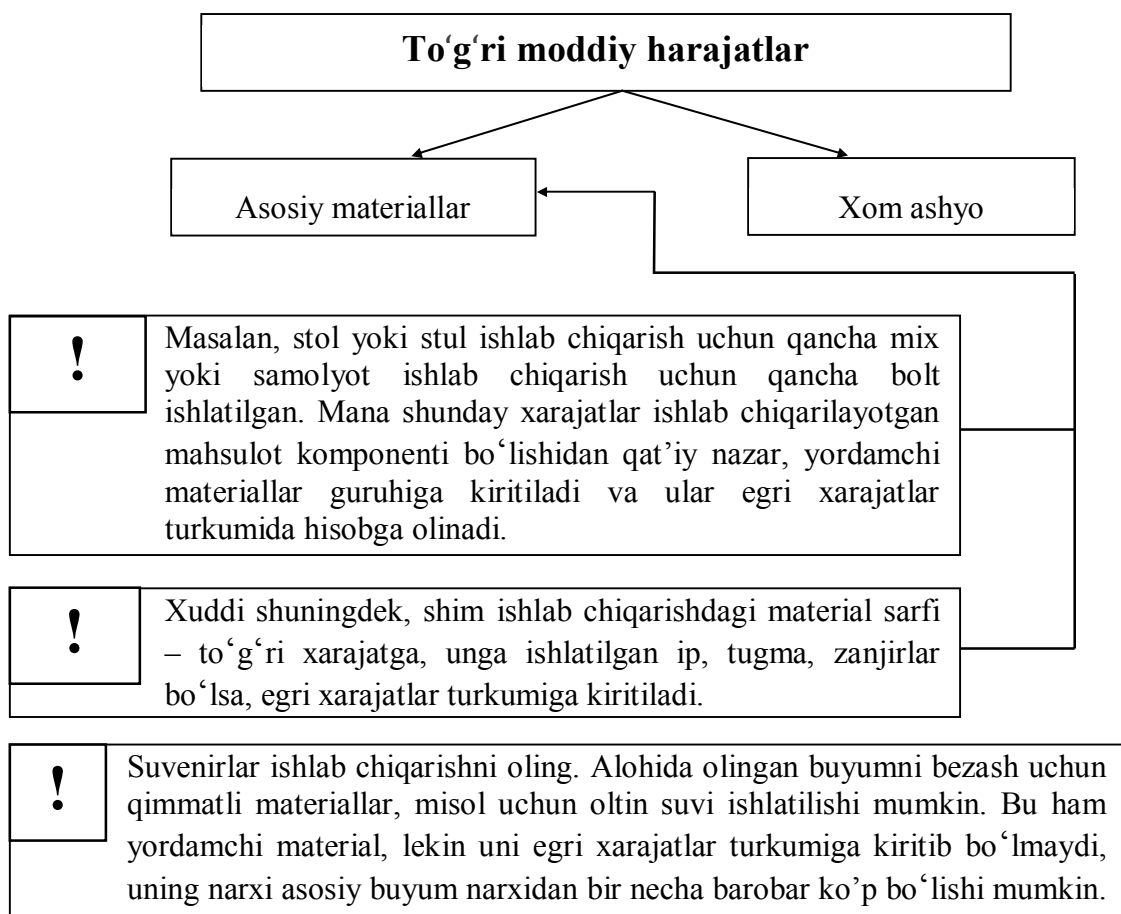 To‘g‘ri moddiy harajatlar
Asosiy materiallar
Xom ashyo
!
Masalan, stol yoki stul ishlab chiqarish uchun qancha mix
yoki samolyot ishlab chiqarish uchun qancha bolt
ishlatilgan. Mana shunday xarajatlar ishlab chiqarilayotgan
mahsulot komponenti bo‘lishidan qat’iy nazar, yordamchi
materiallar guruhiga kiritiladi va ular egri xarajatlar
turkumida hisobga olinadi.
!
Xuddi shuningdek, shim ishlab chiqarishdagi material sarfi
– to‘g‘ri xarajatga, unga ishlatilgan ip, tugma, zanjirlar
bo‘lsa, egri xarajatlar turkumiga kiritiladi.
!
Suvenirlar ishlab chiqarishni oling. Alohida olingan buyumni bezash uchun
qimmatli materiallar, misol uchun oltin suvi ishlatilishi mumkin. Bu ham
yordamchi material, lekin uni egri xarajatlar turkumiga kiritib bo‘lmaydi,
uning narxi asosiy buyum narxidan bir necha barobar ko’p bo‘lishi mumkin.